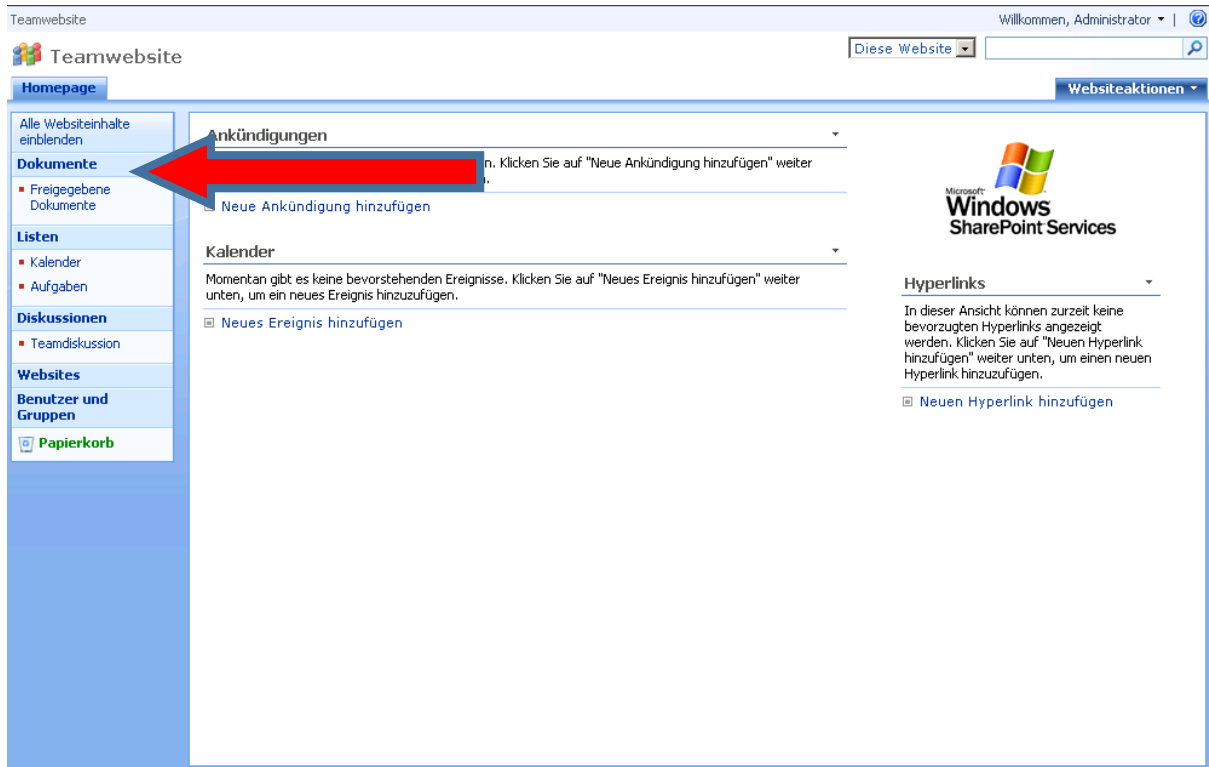 Teamwebsite
Willkommen, Administrator
Teamwebsite
Diese Website
Homepage
Websiteaktionen
Alle Websiteinhalte
einblenden
Dokumente
Freigegebene
Dokumente
Listen
Kalender
Aufgaben
Diskussionen
Teamdiskussion
Websites
Benutzer und
Gruppen
Papierkorb
Ankündigungen
n. Klicken Sie auf "Neue Ankündigung hinzufügen" weiter
Neue Ankündigung hinzufügen
Kalender
Momentan gibt es keine bevorstehenden Ereignisse. Klicken Sie auf "Neues Ereignis hinzufügen" weiter
unten, um ein neues Ereignis hinzuzufügen.
Neues Ereignis hinzufügen
Microsoft
Windows
SharePoint Services
Hyperlinks
In dieser Ansicht können zurzeit keine
bevorzugten Hyperlinks angezeigt
werden. Klicken Sie auf "Neuen Hyperlink
hinzufügen" weiter unten, um einen neuen
Hyperlink hinzuzufügen.
Neuen Hyperlink hinzufügen